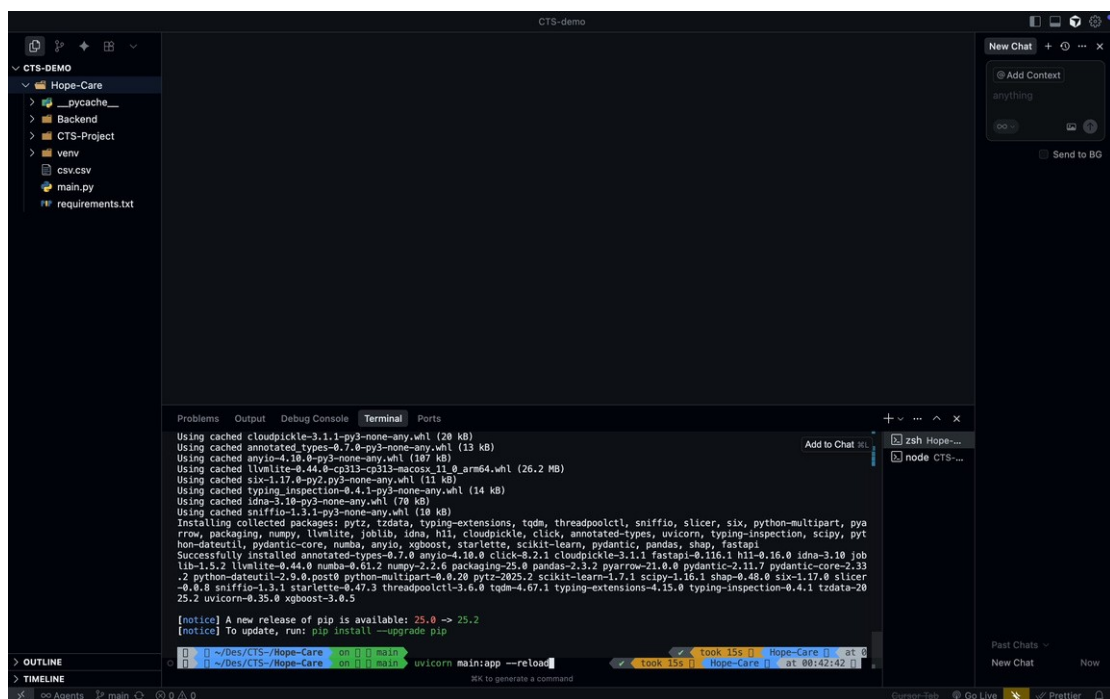 CTS-demo
CTS-DEMO
Hope-Care
__pycache__
Backend
CTS-Project
venv
csv.csv
main.py
requirements.txt
OUTLINE
TIMELINE
Problems Output Debug Console Terminal Ports
Using cached cloudpickle-3.1.1-py3-none-any.whl (20 kB)
Using cached annotated_types-0.7.0-py3-none-any.whl (13 kB)
Using cached anyio-4.10.0-py3-none-any.whl (107 kB)
Using cached llvmlite-0.44.0-cp313-cp313-macosx_11_0_arm64.whl (26.2 MB)
Using cached six-1.17.0-py2.py3-none-any.whl (11 kB)
Using cached typing_inspection-0.4.1-py3-none-any.whl (14 kB)
Using cached idna-3.10-py3-none-any.whl (70 kB)
Using cached sniffio-1.3.1-py3-none-any.whl (10 kB)
Installing collected packages: pytz, tzdata, typing-extensions, tqdm, threadpoolctl, sniffio, slicer, six, python-multipart, pya
rrow, packaging, numpy, llvmlite, joblib, idna, h11, cloudpickle, click, annotated-types, uvicorn, typing-inspection, scipy, pyt
hon-dateutil, pydantic-core, numba, anyio, xgboost, starlette, scikit-learn, pydantic, pandas, shap, fastapi
Successfully installed annotated-types-0.7.0 anyio-4.10.0 click-8.2.1 cloudpickle-3.1.1 fastapi-0.116.1 h11-0.16.0 idna-3.10 job
lib-1.5.2 llvmlite-0.44.0 numba-0.61.2 numpy-2.2.6 packaging-25.0 pandas-2.3.2 pyarrow-21.0.0 pydantic-2.11.7 pydantic-core-2.33
.2 python-dateutil-2.9.0.post0 python-multipart-0.0.20 pytz-2025.2 scikit-learn-1.7.1 scipy-1.16.1 shap-0.48.0 six-1.17.0 slicer
-0.0.8 sniffio-1.3.1 starlette-0.47.3 threadpoolctl-3.6.0 tqdm-4.67.1 typing-extensions-4.15.0 typing-inspection-0.4.1 tzdata-20
25.2 uvicorn-0.35.0 xgboost-3.0.5
[notice] A new release of pip is available: 25.0 -> 25.2
[notice] To update, run: pip install --upgrade pip
~/Des/CTS-/Hope-Care on main ✓ took 15s Hope-Care at 0
~/Des/CTS-/Hope-Care on main uvicorn main:app --reload ✓ took 15s Hope-Care at 00:42:42
⌘K to generate a command
Add to Chat ⌘L
zsh Hope-...
node CTS-...
New Chat
@ Add Context
anything
Send to BG
Past Chats
New Chat Now
Agents main 0 0 Cursor Tab Go Live Prettier